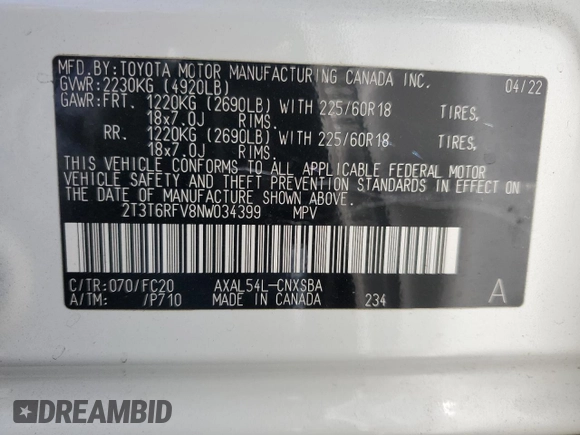 MFD.BY:TOYOTA MOTOR MANUFACTURING CANADA INC.
GVWR:2230KG (4920LB) 04/22
GAWR:FRT. 1220KG (2690LB) WITH 225/60R18 TIRES,
18x7.0J RIMS.
RR. 1220KG (2690LB) WITH 225/60R18 TIRES,
18x7.0J RIMS.
THIS VEHICLE CONFORMS TO ALL APPLICABLE FEDERAL MOTOR
VEHICLE SAFETY AND THEFT PREVENTION STANDARDS IN EFFECT ON
THE DATE OF MANUFACTURE SHOWN ABOVE.
2T3T6RFV8NW034399 MPV
C/TR:070/FC20 AXAL54L-CNXSBA
A/TM: /P710 MADE IN CANADA 234 A
DREAMBID